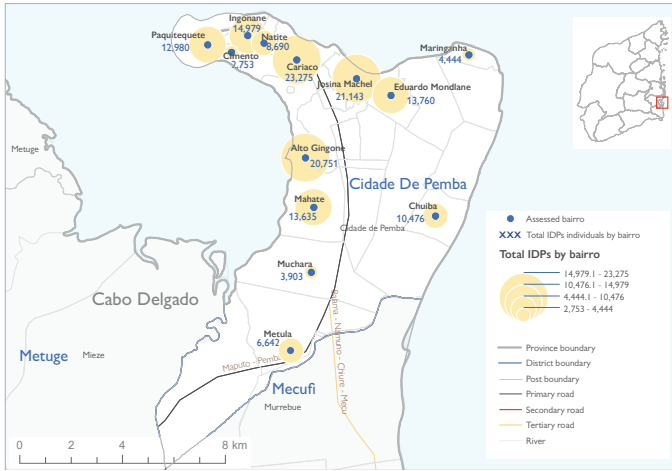 Ingonane
14,979
Paquitequete
12,980
Natite
8,690
Cimento
2,753
Cariaco
23,275
Maringanha
4,444
Josina Machel
21,143
Eduardo Mondlane
13,760
Metuge
Alto Gingone
20,751
Cidade De Pemba
Mahate
13,635
Chuiba
10,476
Cidade de Pemba
Muchara
3,903
Cabo Delgado
Metula
6,642
Metuge
Mieze
Maputo - Pemba
Balama - Namuno - Chiure - Mecu
Mecufi
Murrebue
0 4 8 km
Assessed bairro
XXX Total IDPs individuals by bairro
Total IDPs by bairro
14,979.1 - 23,275
10,476.1 - 14,979
4,444.1 - 10,476
2,753 - 4,444
Province boundary
District boundary
Post boundary
Primary road
Secondary road
Tertiary road
River